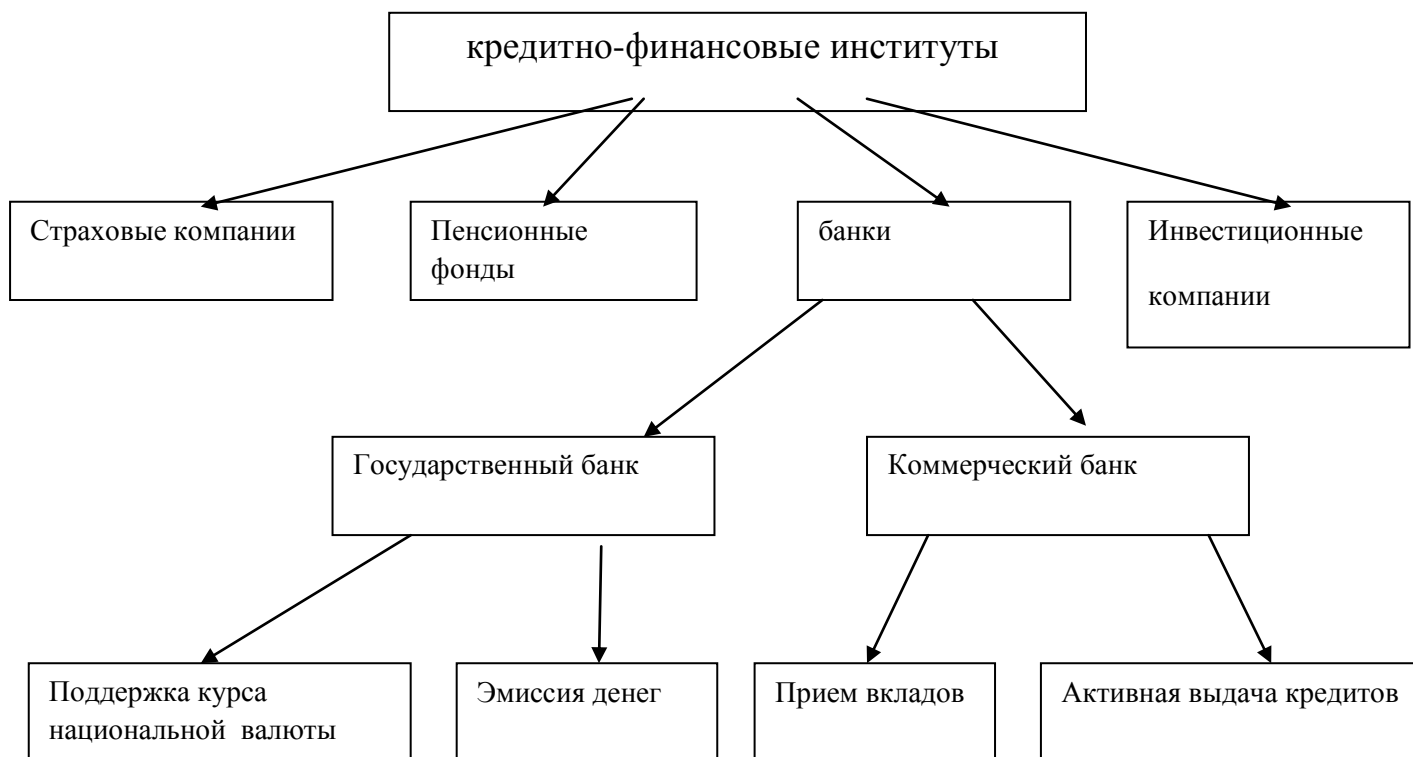 кредитно-финансовые институты
Страховые компании
Пенсионные
фонды
банки
Инвестиционные
компании
Государственный банк
Коммерческий банк
Поддержка курса
национальной валюты
Эмиссия денег
Прием вкладов
Активная выдача кредитов